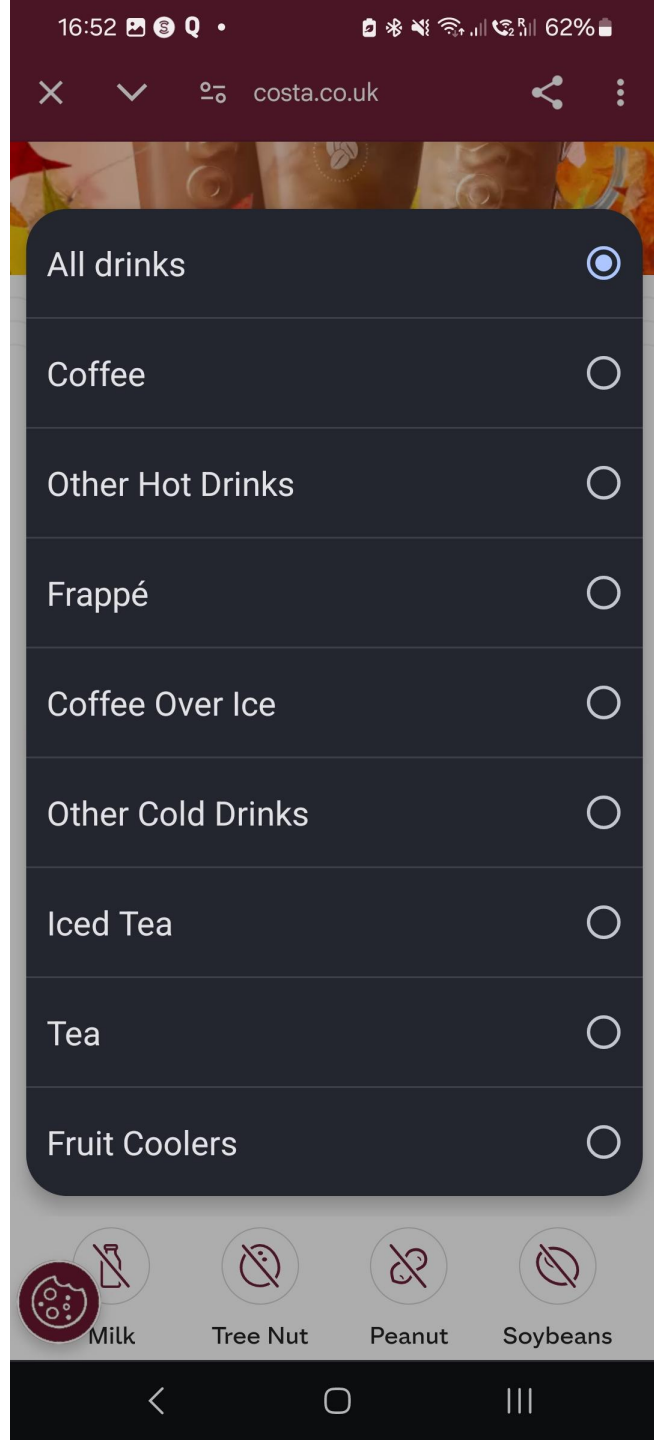 16:52 S Q 62%
costa.co.uk
All drinks
Coffee
Other Hot Drinks
Frappé
Coffee Over Ice
Other Cold Drinks
Iced Tea
Tea
Fruit Coolers
Milk Tree Nut Peanut Soybeans